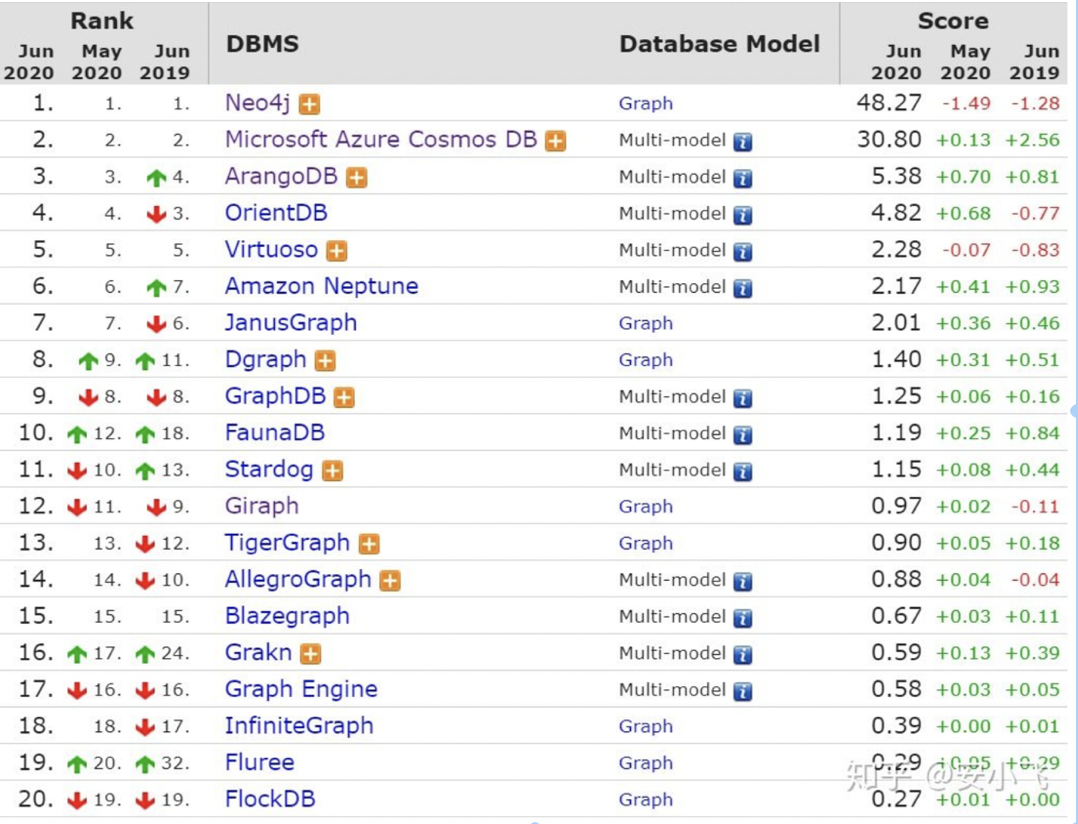 Rank DBMS Database Model Score
Jun 2020 May 2020 Jun 2019 Jun 2020 May 2020 Jun 2019
1. 1. 1. Neo4j Graph 48.27 -1.49 -1.28
2. 2. 2. Microsoft Azure Cosmos DB Multi-model 30.80 +0.13 +2.56
3. 3. 4. ArangoDB Multi-model 5.38 +0.70 +0.81
4. 4. 3. OrientDB Multi-model 4.82 +0.68 -0.77
5. 5. 5. Virtuoso Multi-model 2.28 -0.07 -0.83
6. 6. 7. Amazon Neptune Multi-model 2.17 +0.41 +0.93
7. 7. 6. JanusGraph Graph 2.01 +0.36 +0.46
8. 9. 11. Dgraph Graph 1.40 +0.31 +0.51
9. 8. 8. GraphDB Multi-model 1.25 +0.06 +0.16
10. 12. 18. FaunaDB Multi-model 1.19 +0.25 +0.84
11. 10. 13. Stardog Multi-model 1.15 +0.08 +0.44
12. 11. 9. Giraph Graph 0.97 +0.02 -0.11
13. 13. 12. TigerGraph Graph 0.90 +0.05 +0.18
14. 14. 10. AllegroGraph Multi-model 0.88 +0.04 -0.04
15. 15. 15. Blazegraph Multi-model 0.67 +0.03 +0.11
16. 17. 24. Grakn Multi-model 0.59 +0.13 +0.39
17. 16. 16. Graph Engine Multi-model 0.58 +0.03 +0.05
18. 18. 17. InfiniteGraph Graph 0.39 +0.00 +0.01
19. 20. 32. Fluree Graph 0.29 +0.05 +0.29
20. 19. 19. FlockDB Graph 0.27 +0.01 +0.00
知乎 @安小飞